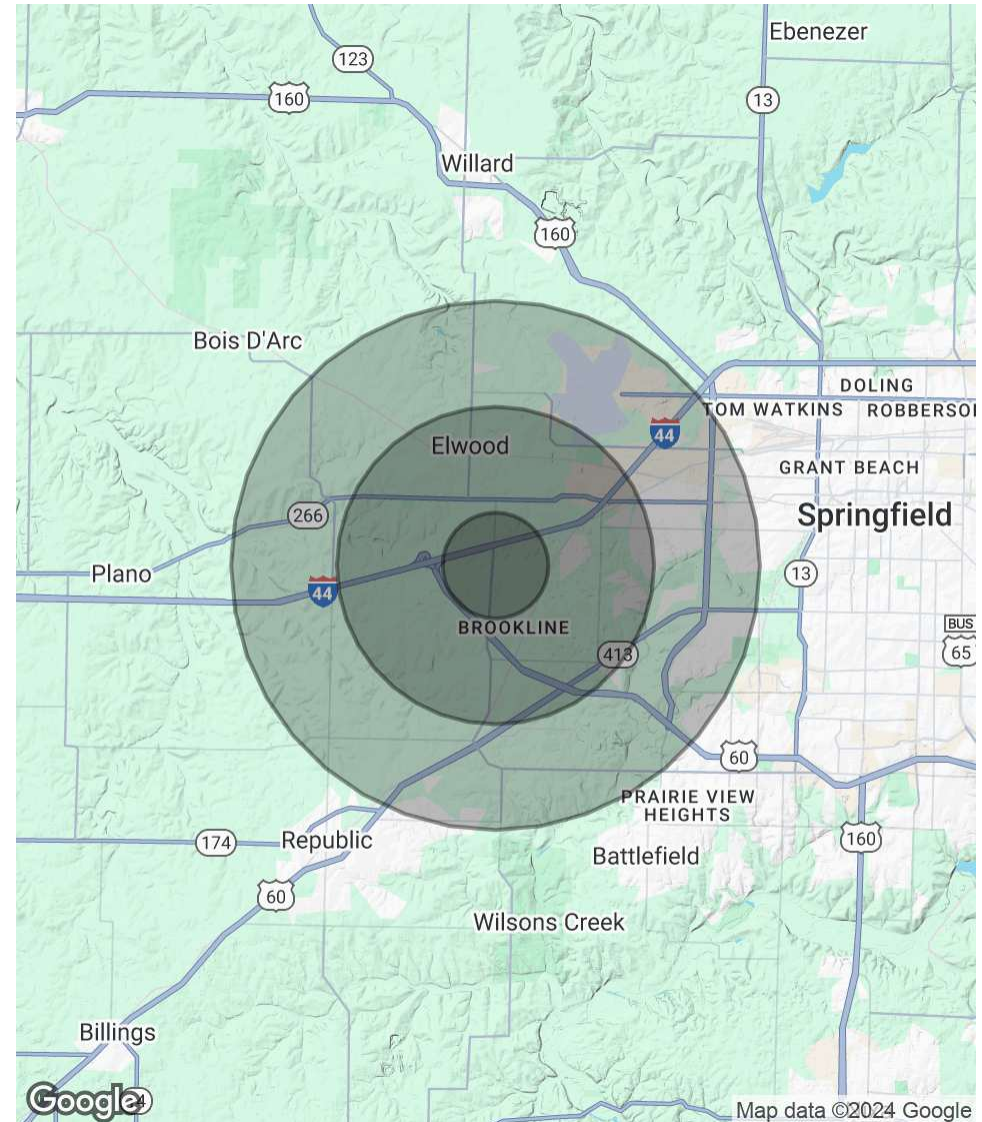 Ebenezer
123
160
13
Willard
160
Bois D'Arc
DOLING
TOM WATKINS
ROBBERSO
44
Elwood
GRANT BEACH
266
Springfield
Plano
13
44
BROOKLINE
BUS
65
413
60
PRAIRIE VIEW
HEIGHTS
Republic
174
160
Battlefield
60
Wilsons Creek
Billings
Google
Map data ©2024 Google